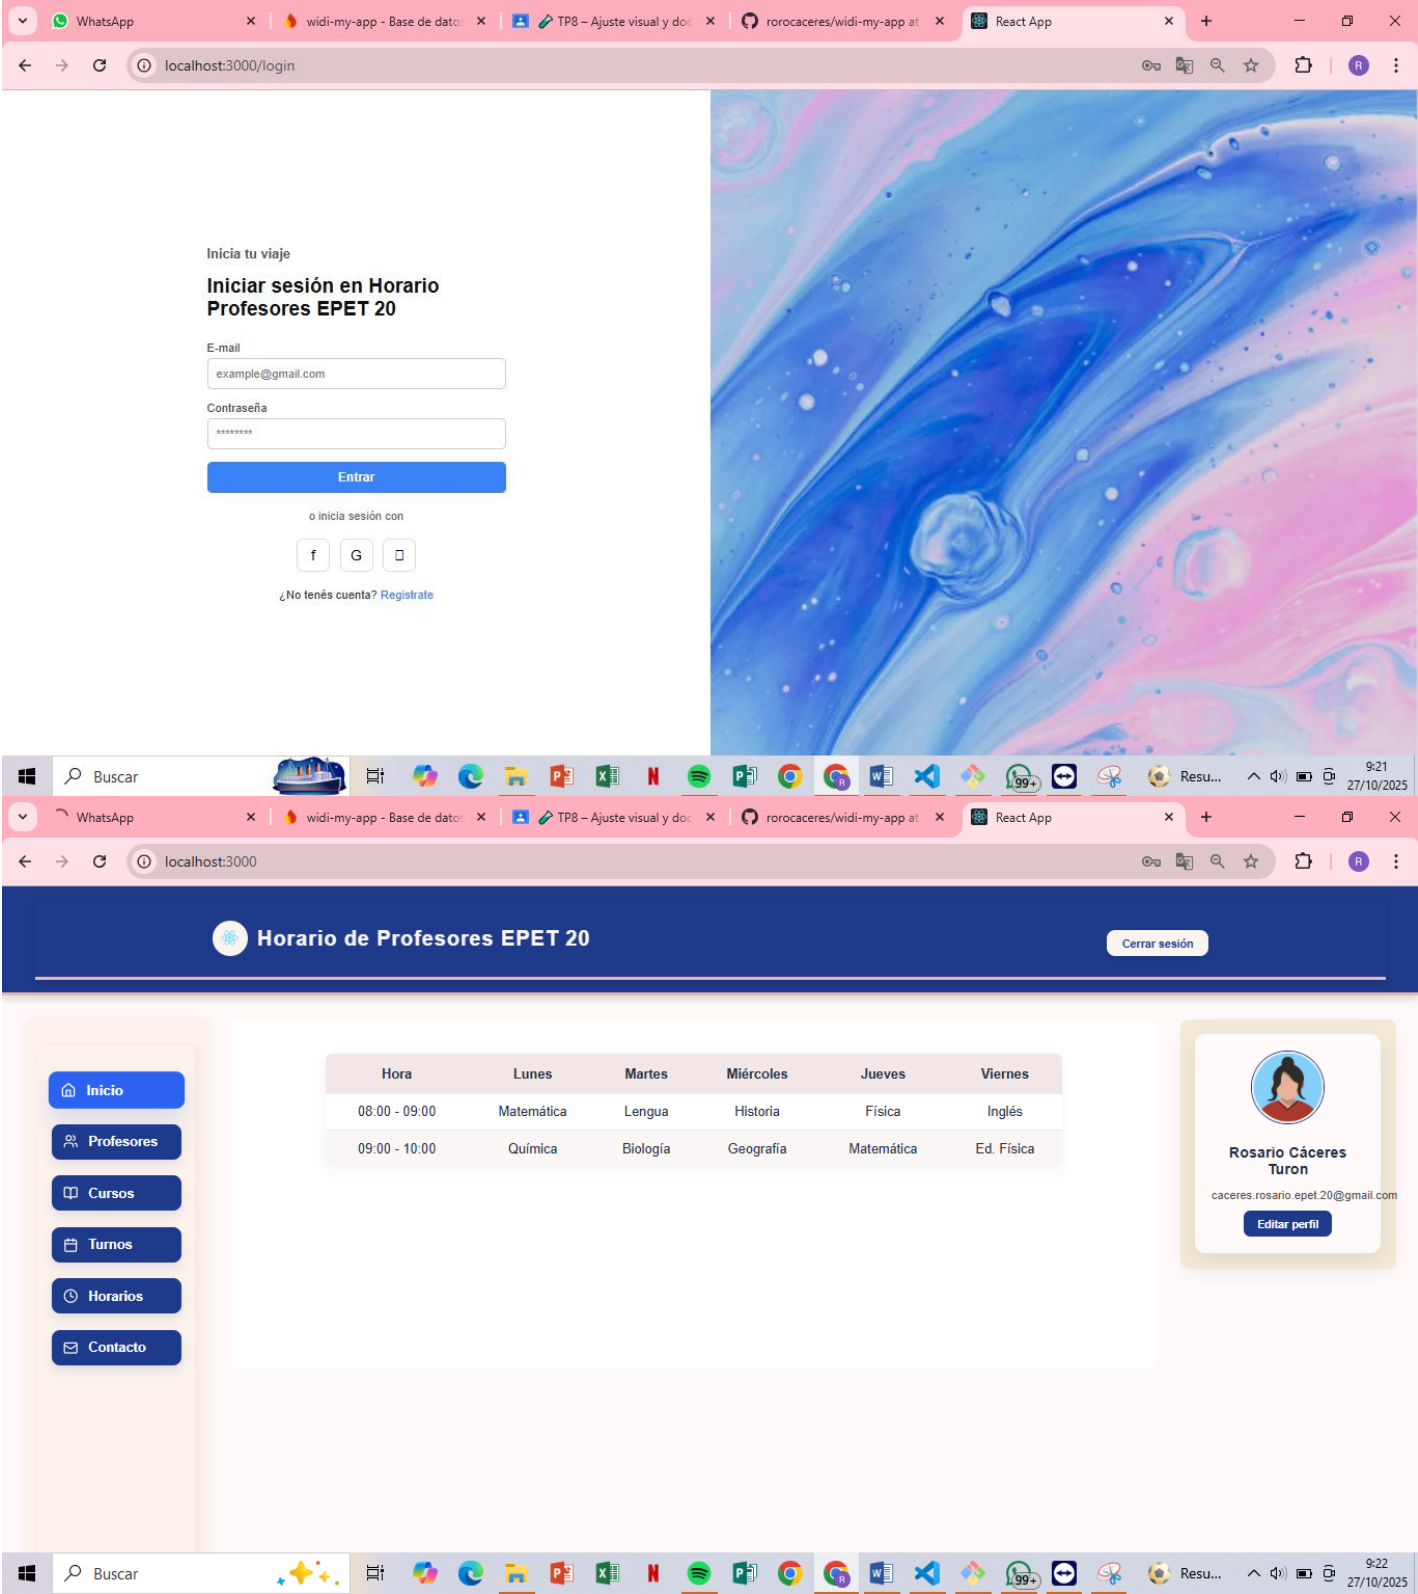 WhatsApp
widi-my-app - Base de dato
TP8 – Ajuste visual y doc
rorocaceres/widi-my-app at
React App
localhost:3000/login
R
Inicia tu viaje
Iniciar sesión en Horario
Profesores EPET 20
E-mail
example@gmail.com
Contraseña
********
Entrar
o inicia sesión con
f G
¿No tenés cuenta? Registrate
Buscar
99+
Resu...
9:21
27/10/2025
WhatsApp
widi-my-app - Base de dato
TP8 – Ajuste visual y doc
rorocaceres/widi-my-app at
React App
localhost:3000
R
Horario de Profesores EPET 20
Cerrar sesión
Inicio
Profesores
Cursos
Turnos
Horarios
Contacto
Hora Lunes Martes Miércoles Jueves Viernes
08:00 - 09:00 Matemática Lengua Historia Física Inglés
09:00 - 10:00 Química Biología Geografía Matemática Ed. Física
Rosario Cáceres
Turon
caceres.rosario.epet.20@gmail.com
Editar perfil
Buscar
99+
Resu...
9:22
27/10/2025